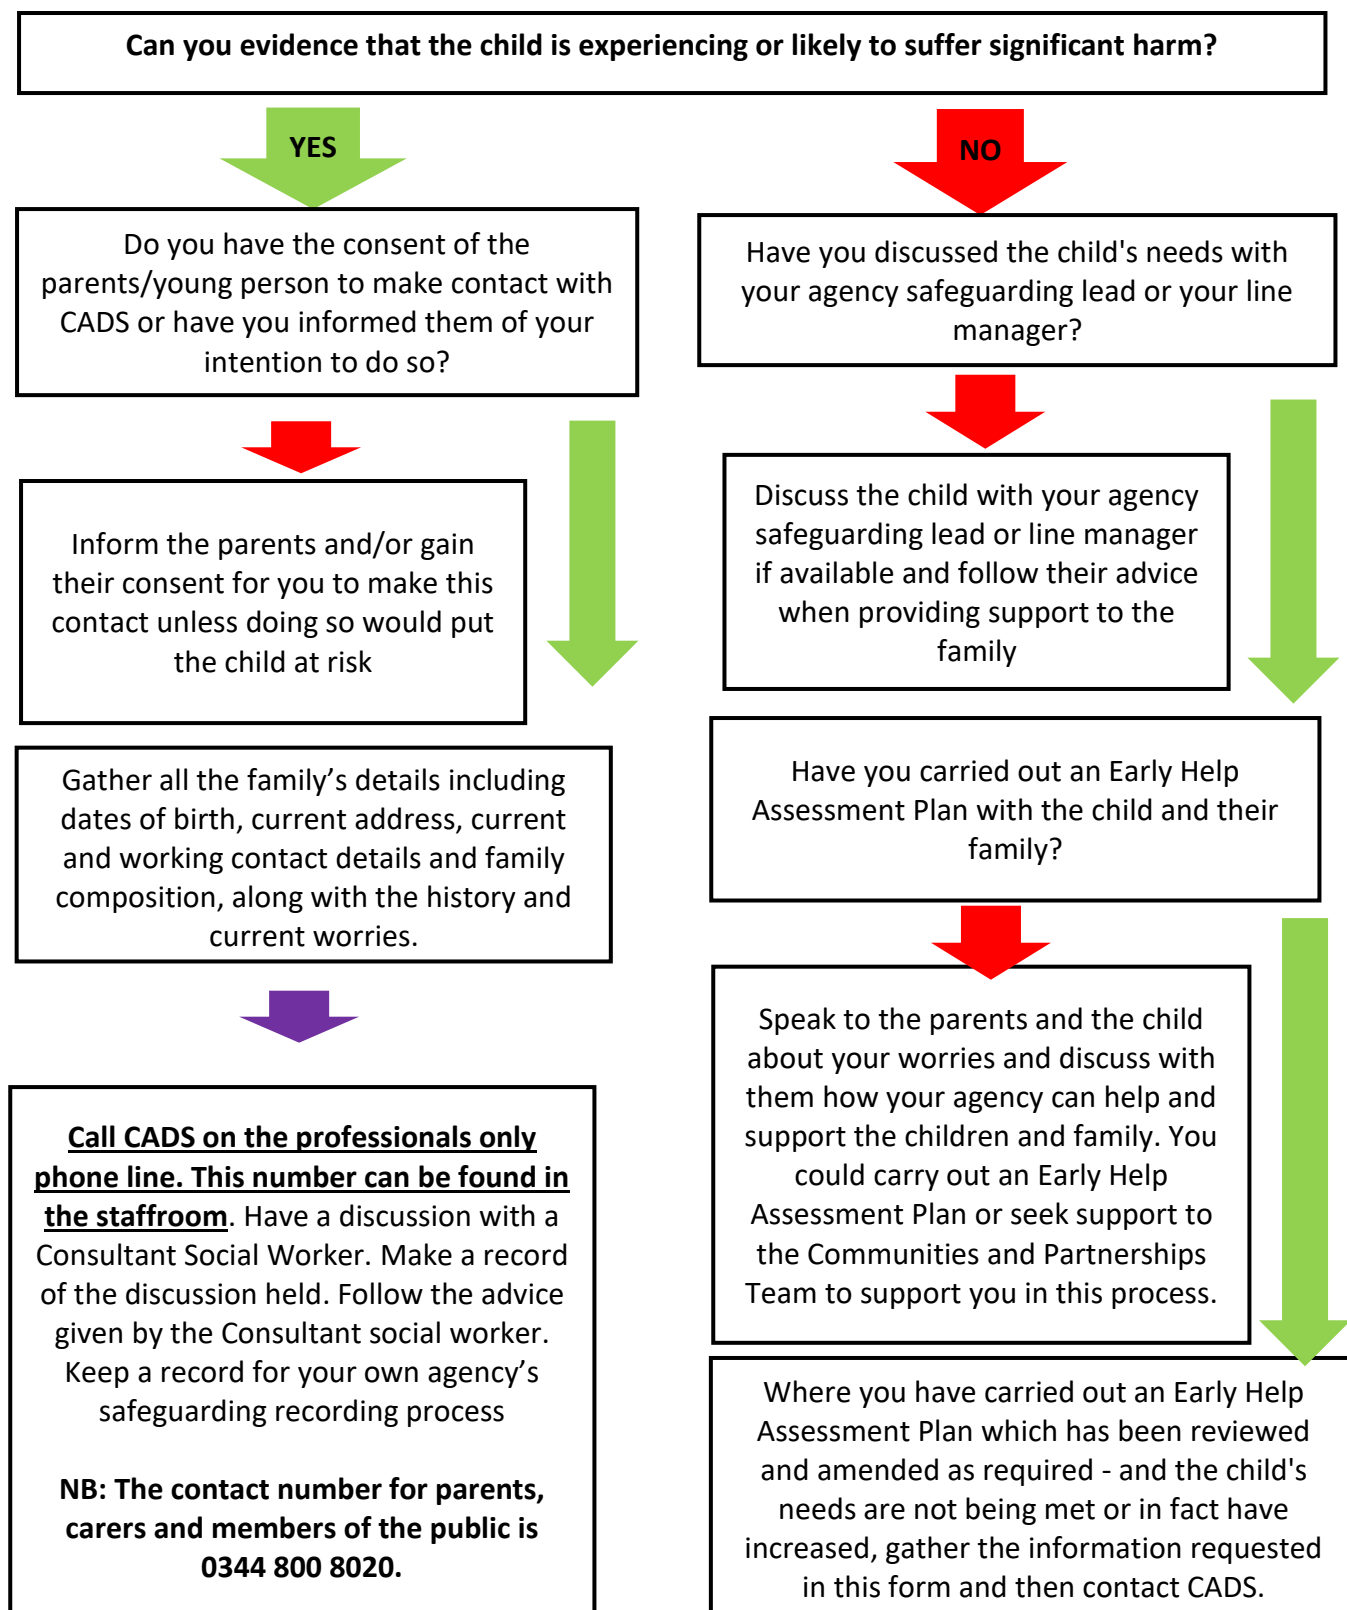 Can you evidence that the child is experiencing or likely to suffer significant harm?
YES
Do you have the consent of the
parents/young person to make contact with
CADS or have you informed them of your
intention to do so?
Inform the parents and/or gain
their consent for you to make this
contact unless doing so would put
the child at risk
Gather all the family’s details including
dates of birth, current address, current
and working contact details and family
composition, along with the history and
current worries.
Call CADS on the professionals only
phone line. This number can be found in
the staffroom. Have a discussion with a
Consultant Social Worker. Make a record
of the discussion held. Follow the advice
given by the Consultant social worker.
Keep a record for your own agency’s
safeguarding recording process
NB: The contact number for parents,
carers and members of the public is
0344 800 8020.
NO
Have you discussed the child's needs with
your agency safeguarding lead or your line
manager?
Discuss the child with your agency
safeguarding lead or line manager
if available and follow their advice
when providing support to the
family
Have you carried out an Early Help
Assessment Plan with the child and their
family?
Speak to the parents and the child
about your worries and discuss with
them how your agency can help and
support the children and family. You
could carry out an Early Help
Assessment Plan or seek support to
the Communities and Partnerships
Team to support you in this process.
Where you have carried out an Early Help
Assessment Plan which has been reviewed
and amended as required - and the child's
needs are not being met or in fact have
increased, gather the information requested
in this form and then contact CADS.